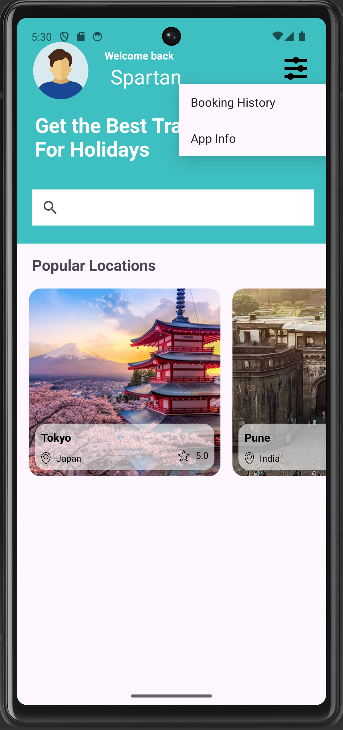 5:30
Welcome back
Spartan
Booking History
App Info
Get the Best Tra
For Holidays
Popular Locations
Tokyo
Japan
5.0
Pune
India